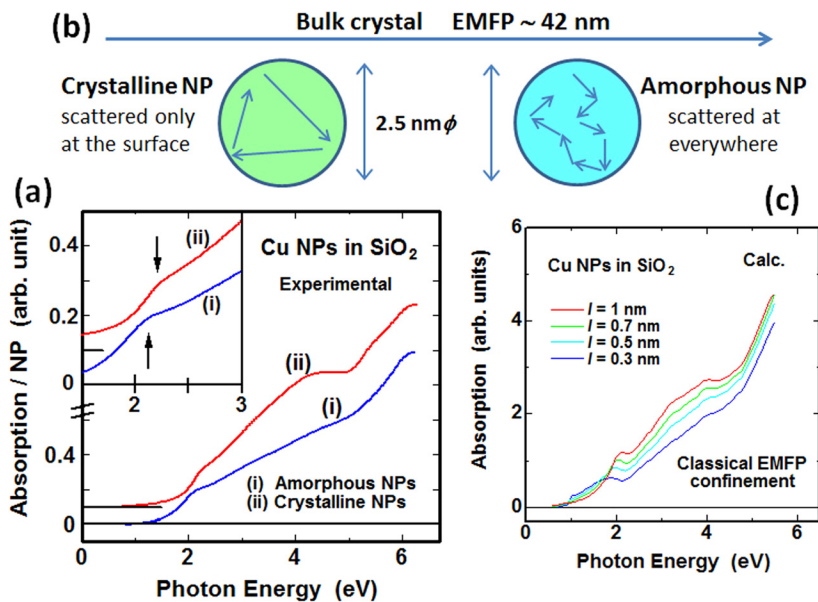 (b)
Bulk crystal EMFP ~ 42 nm
Crystalline NP
scattered only
at the surface
2.5 nmϕ
Amorphous NP
scattered at
everywhere
(a)
Absorption / NP (arb. unit)
0.4
0.2
0
0.4
0
2
3
(ii)
(i)
Cu NPs in SiO2
Experimental
(ii)
(i)
(i) Amorphous NPs
(ii) Crystalline NPs
0
2
4
6
Photon Energy (eV)
(c)
Absorption (arb. units)
6
4
2
0
Cu NPs in SiO2
Calc.
l = 1 nm
l = 0.7 nm
l = 0.5 nm
l = 0.3 nm
Classical EMFP
confinement
0
1
2
3
4
5
6
Photon Energy (eV)